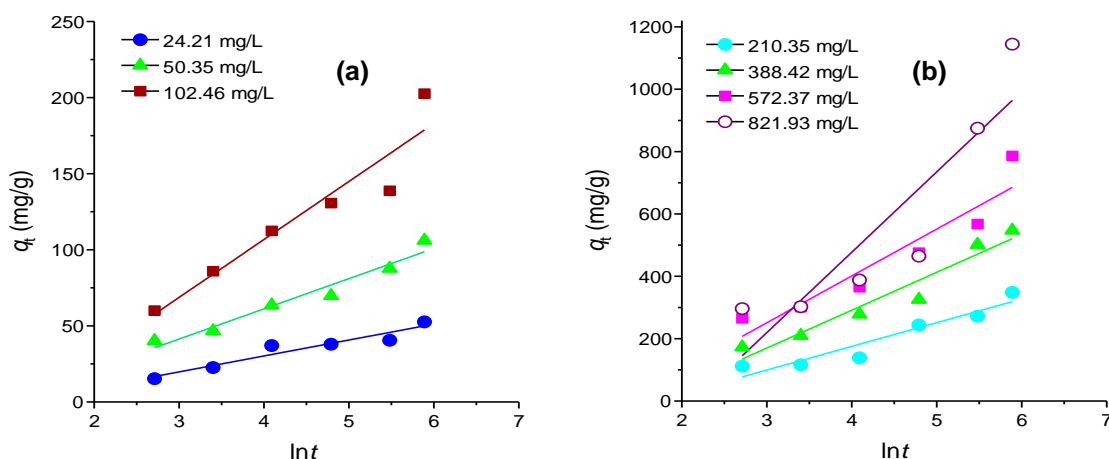 250
200
150
100
50
0
qt (mg/g)
24.21 mg/L
50.35 mg/L
102.46 mg/L
(a)
2 3 4 5 6 7
lnt
1200
1000
800
600
400
200
0
qt (mg/g)
210.35 mg/L
388.42 mg/L
572.37 mg/L
821.93 mg/L
(b)
2 3 4 5 6 7
lnt